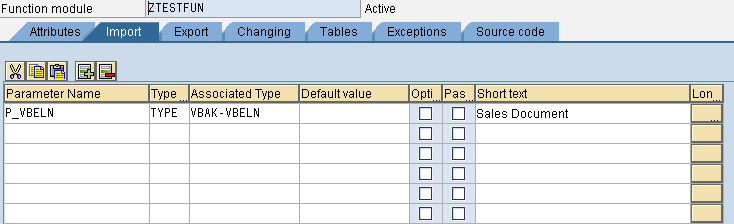 Function module ZTESTFUN Active
Attributes Import Export Changing Tables Exceptions Source code
Parameter Name Type... Associated Type Default value Opti... Pas... Short text Lon...
P_VBELN TYPE VBAK-VBELN Sales Document ...